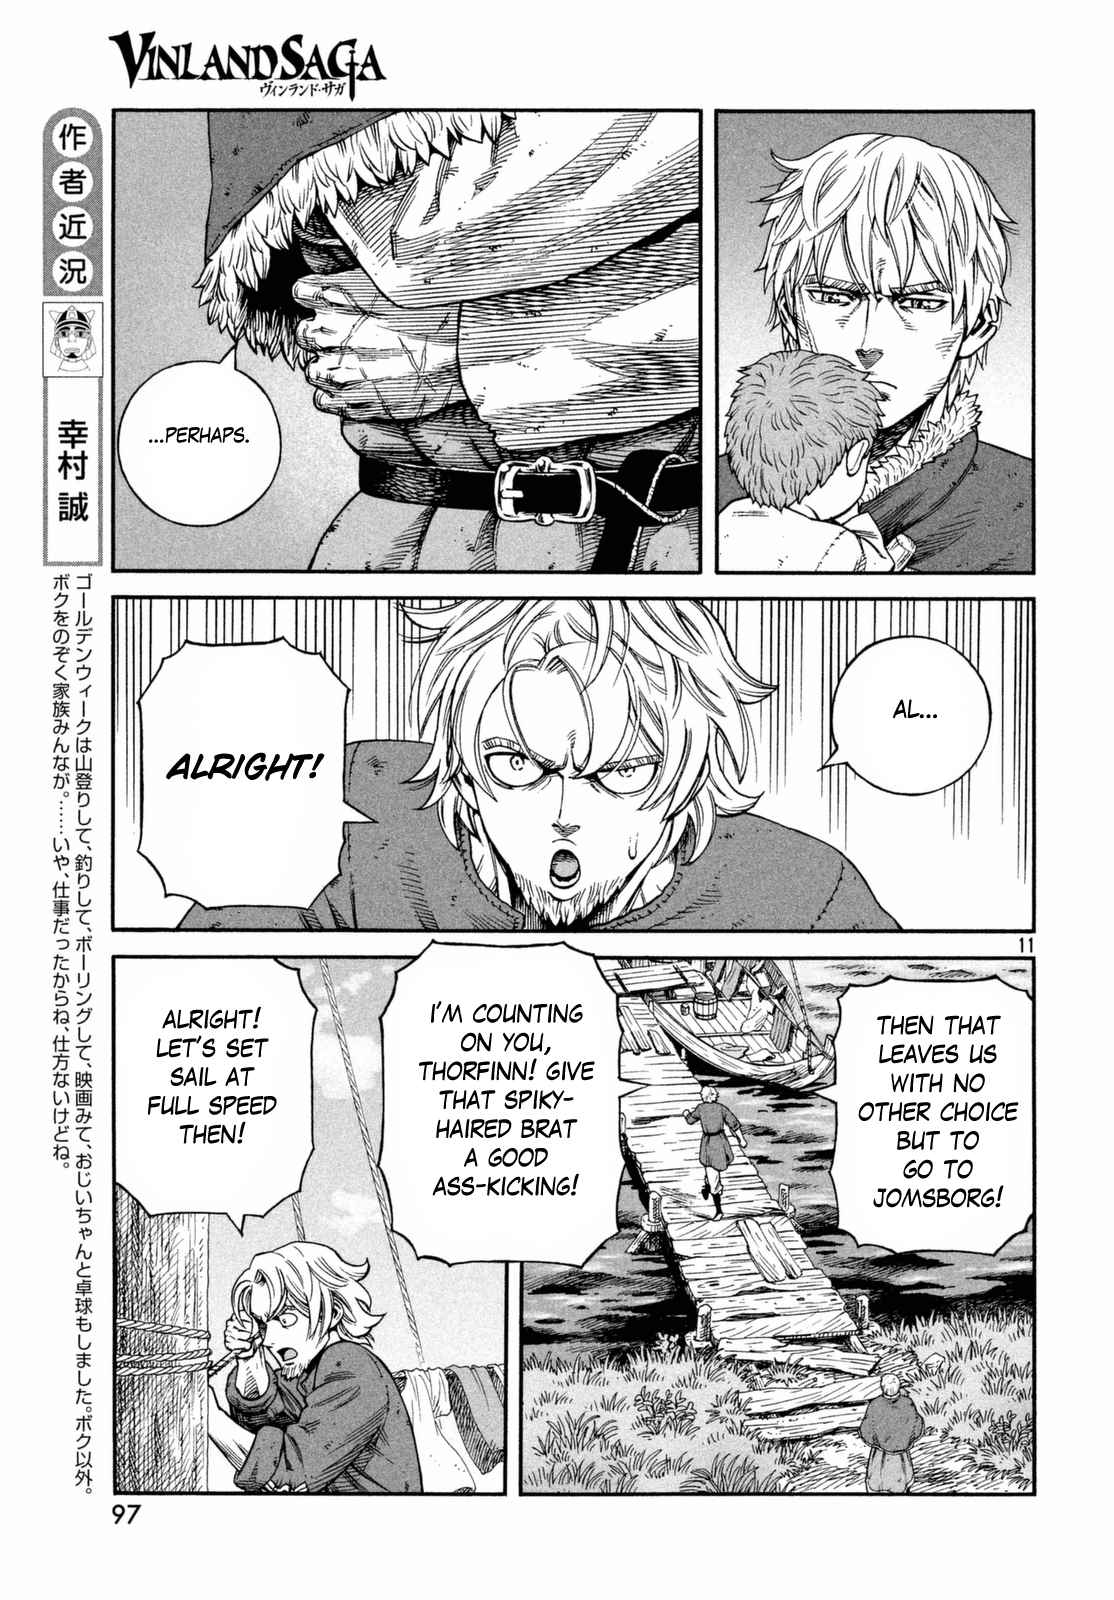 VINLAND SAGA
ヴィンランド・サガ
作者近況
幸村誠
ゴールデンウィークは山登りして、釣りして、ボーリングして、映画みて、おじいちゃんと卓球もしました。ボク以外。
ボクをのぞく家族みんなが。……いや、仕事だったからね、仕方ないけどね。
...PERHAPS.
AL...
ALRIGHT!
11
THEN THAT
LEAVES US
WITH NO
OTHER CHOICE
BUT TO
GO TO
JOMSBORG!
I'M COUNTING
ON YOU,
THORFINN! GIVE
THAT SPIKY-
HAIRED BRAT
A GOOD
ASS-KICKING!
ALRIGHT!
LET'S SET
SAIL AT
FULL SPEED
THEN!
97